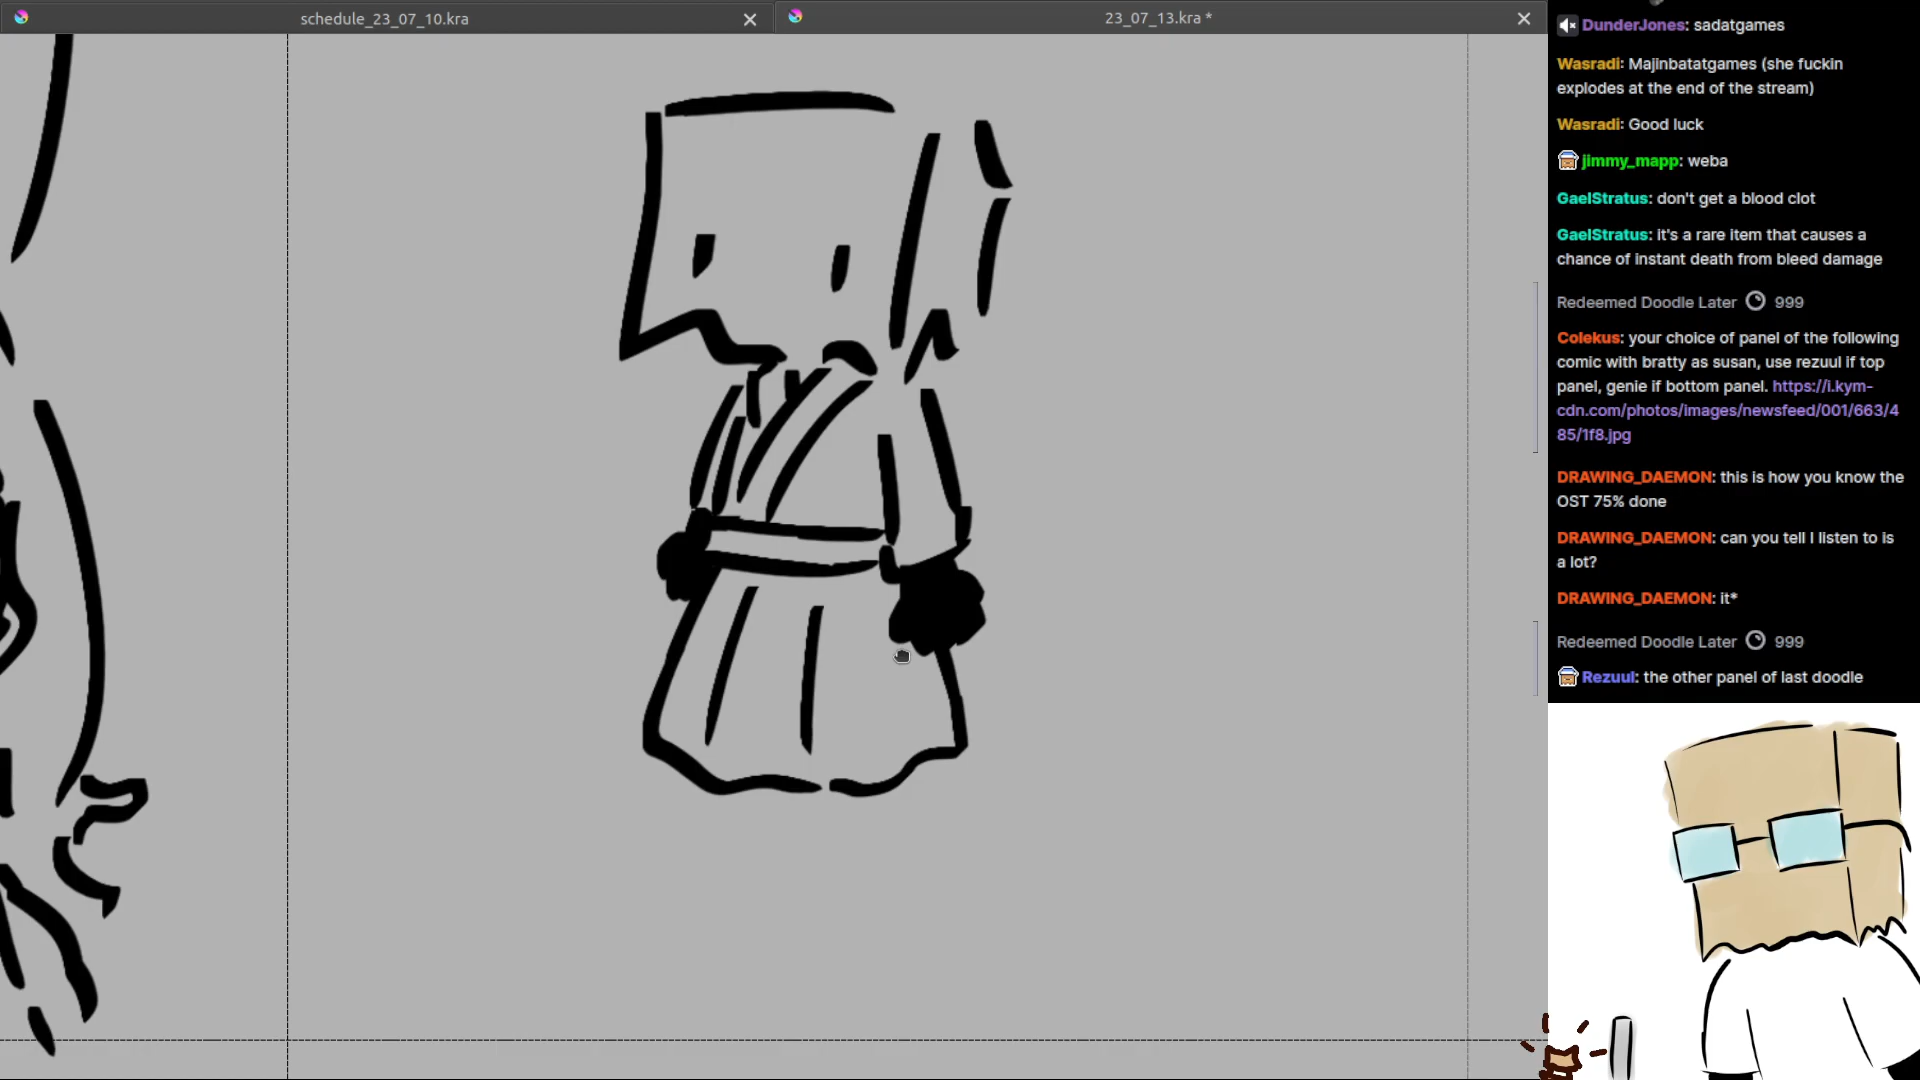 schedule_23_07_10.kra
23_07_13.kra *
DunderJones: sadatgames
Wasradi: Majinbatatgames (she fuckin
explodes at the end of the stream)
Wasradi: Good luck
jimmy_mapp: weba
GaelStratus: don't get a blood clot
GaelStratus: it's a rare item that causes a
chance of instant death from bleed damage
Redeemed Doodle Later 999
Colekus: your choice of panel of the following
comic with bratty as susan, use rezuul if top
panel, genie if bottom panel. https://i.kym-
cdn.com/photos/images/newsfeed/001/663/4
85/1f8.jpg
DRAWING_DAEMON: this is how you know the
OST 75% done
DRAWING_DAEMON: can you tell I listen to is
a lot?
DRAWING_DAEMON: it*
Redeemed Doodle Later 999
Rezuul: the other panel of last doodle